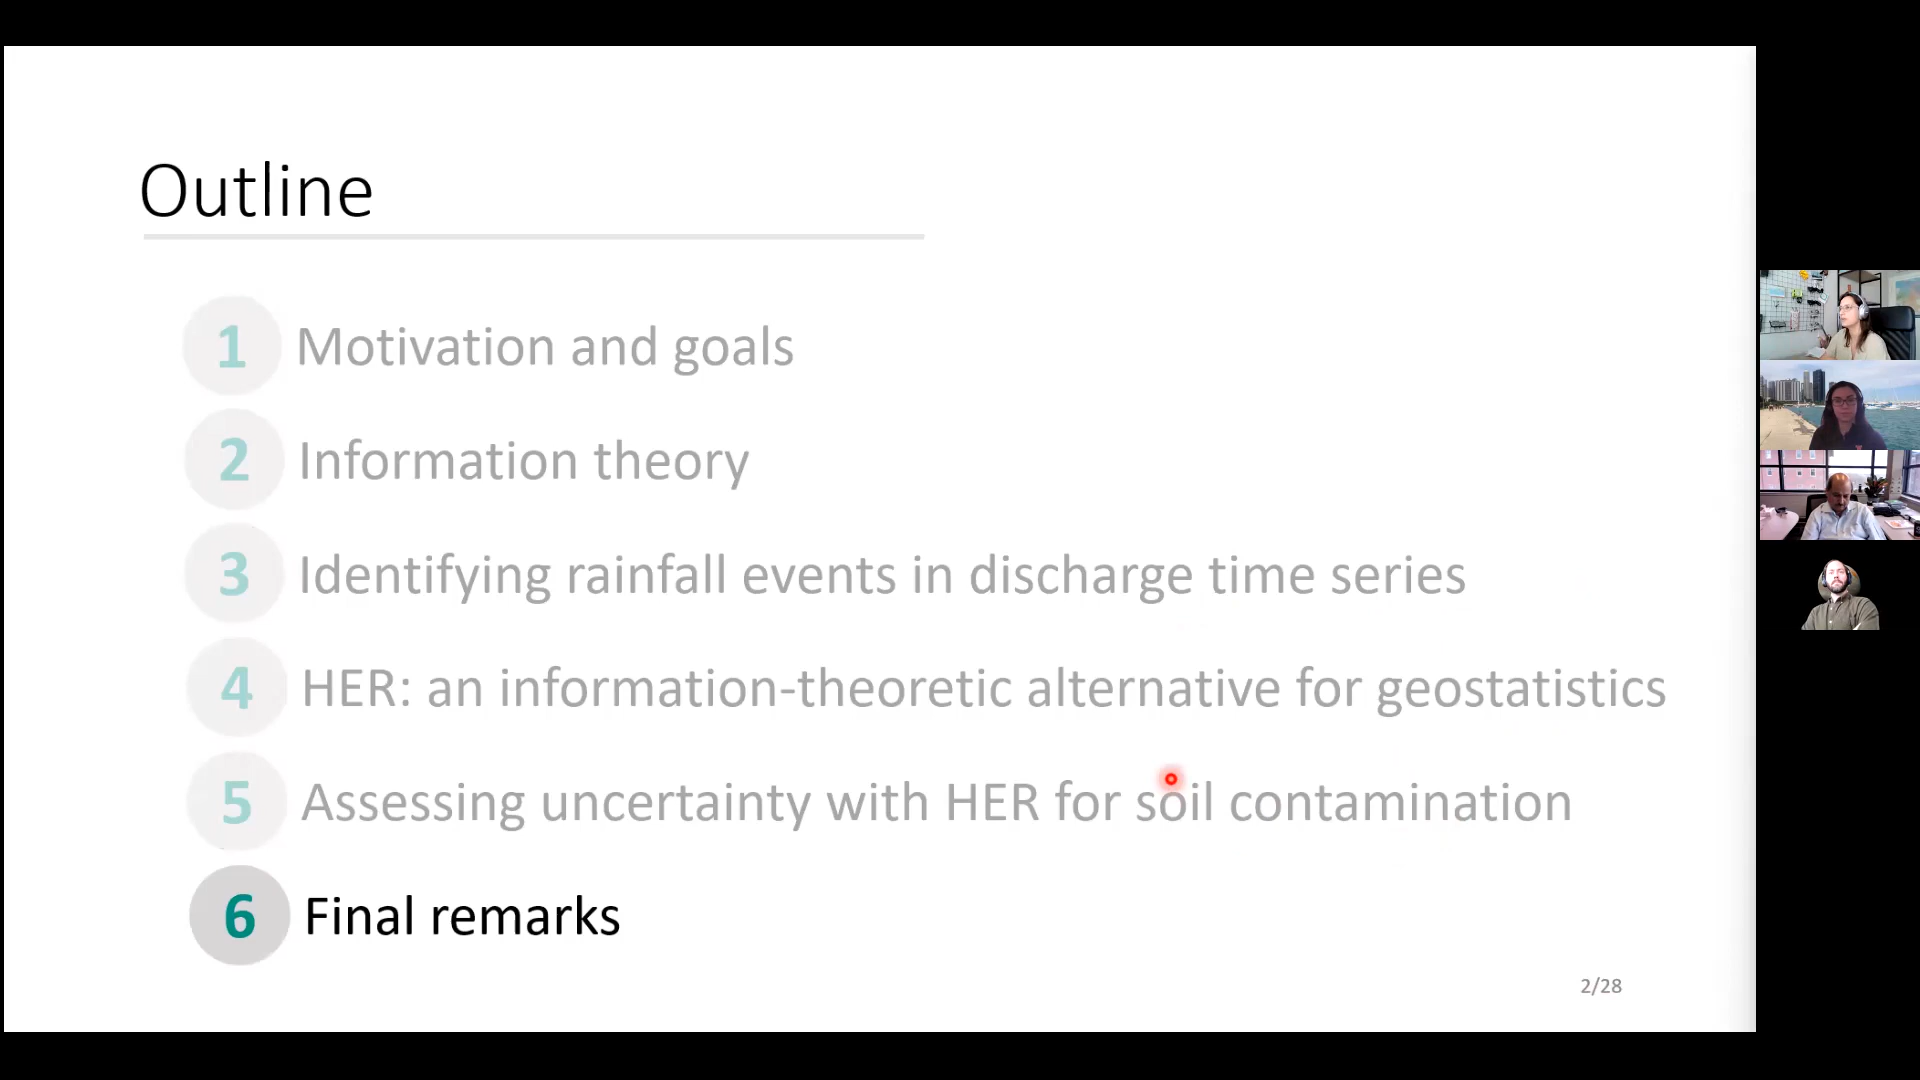 Outline
1 Motivation and goals
2 Information theory
3 Identifying rainfall events in discharge time series
4 HER: an information-theoretic alternative for geostatistics
5 Assessing uncertainty with HER for soil contamination
6 Final remarks
2/28